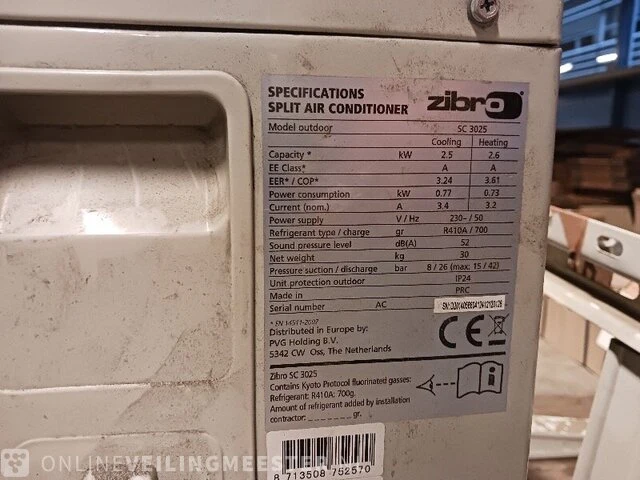 SPECIFICATIONS
SPLIT AIR CONDITIONER
zibro
Model outdoor SC 3025
Cooling Heating
Capacity * kW 2.5 2.6
EE Class* A A
EER* / COP* 3.24 3.61
Power consumption kW 0.77 0.73
Current (nom.) A 3.4 3.2
Power supply V / Hz 230~ / 50
Refrigerant type / charge gr R410A / 700
Sound pressure level dB(A) 52
Net weight kg 30
Pressure suction / discharge bar 8 / 26 (max: 15 / 42)
Unit protection outdoor IP24
Made in PRC
Serial number AC
* EN 14511-2007
Distributed in Europe by:
PVG Holding B.V.
5342 CW Oss, The Netherlands
CE
Zibro SC 3025
Contains Kyoto Protocol fluorinated gasses:
Refrigerant: R410A: 700g.
Amount of refrigerant added by installation
contractor: ________ gr.
8 713508 752570
ONLINEVEILINGMEESTER